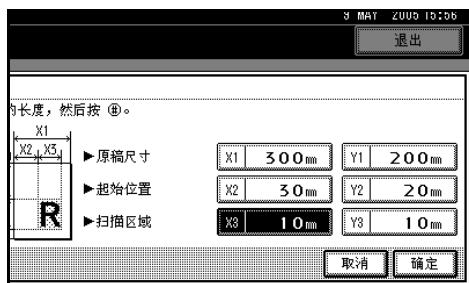 9 MAY 2005 15:56
退出
的长度，然后按 ⊞。
X1
X2 X3
▶原稿尺寸 X1 300mm Y1 200mm
▶起始位置 X2 30mm Y2 20mm
R
▶扫描区域 X3 10mm Y3 10mm
取消 确定